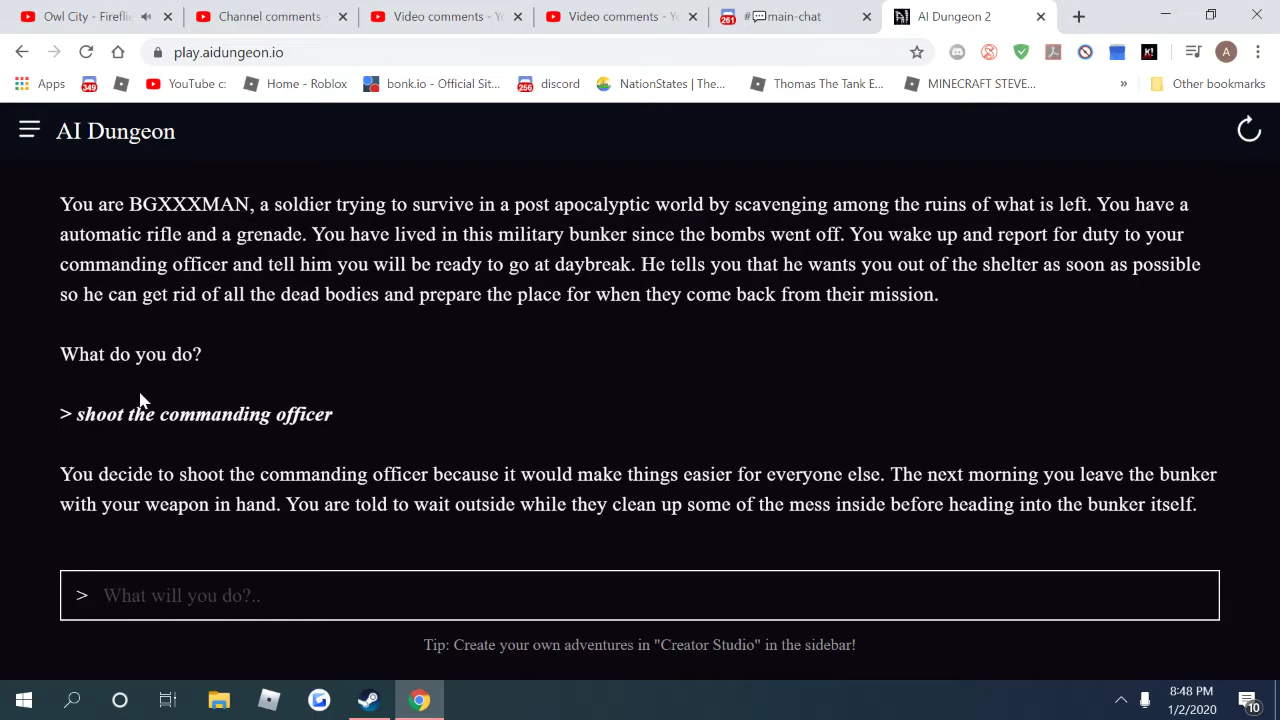 Owl City - Fireflie
Channel comments -
Video comments - Y
Video comments - Y
261 #💬main-chat
AI Dungeon 2
play.aidungeon.io
A
Apps
349
YouTube c:
Home - Roblox
bonk.io - Official Sit...
256 discord
NationStates | The...
Thomas The Tank E...
MINECRAFT STEVE...
»
Other bookmarks
AI Dungeon
You are BGXXXMAN, a soldier trying to survive in a post apocalyptic world by scavenging among the ruins of what is left. You have a
automatic rifle and a grenade. You have lived in this military bunker since the bombs went off. You wake up and report for duty to your
commanding officer and tell him you will be ready to go at daybreak. He tells you that he wants you out of the shelter as soon as possible
so he can get rid of all the dead bodies and prepare the place for when they come back from their mission.
What do you do?
> shoot the commanding officer
You decide to shoot the commanding officer because it would make things easier for everyone else. The next morning you leave the bunker
with your weapon in hand. You are told to wait outside while they clean up some of the mess inside before heading into the bunker itself.
> What will you do?..
Tip: Create your own adventures in "Creator Studio" in the sidebar!
8:48 PM
1/2/2020
10